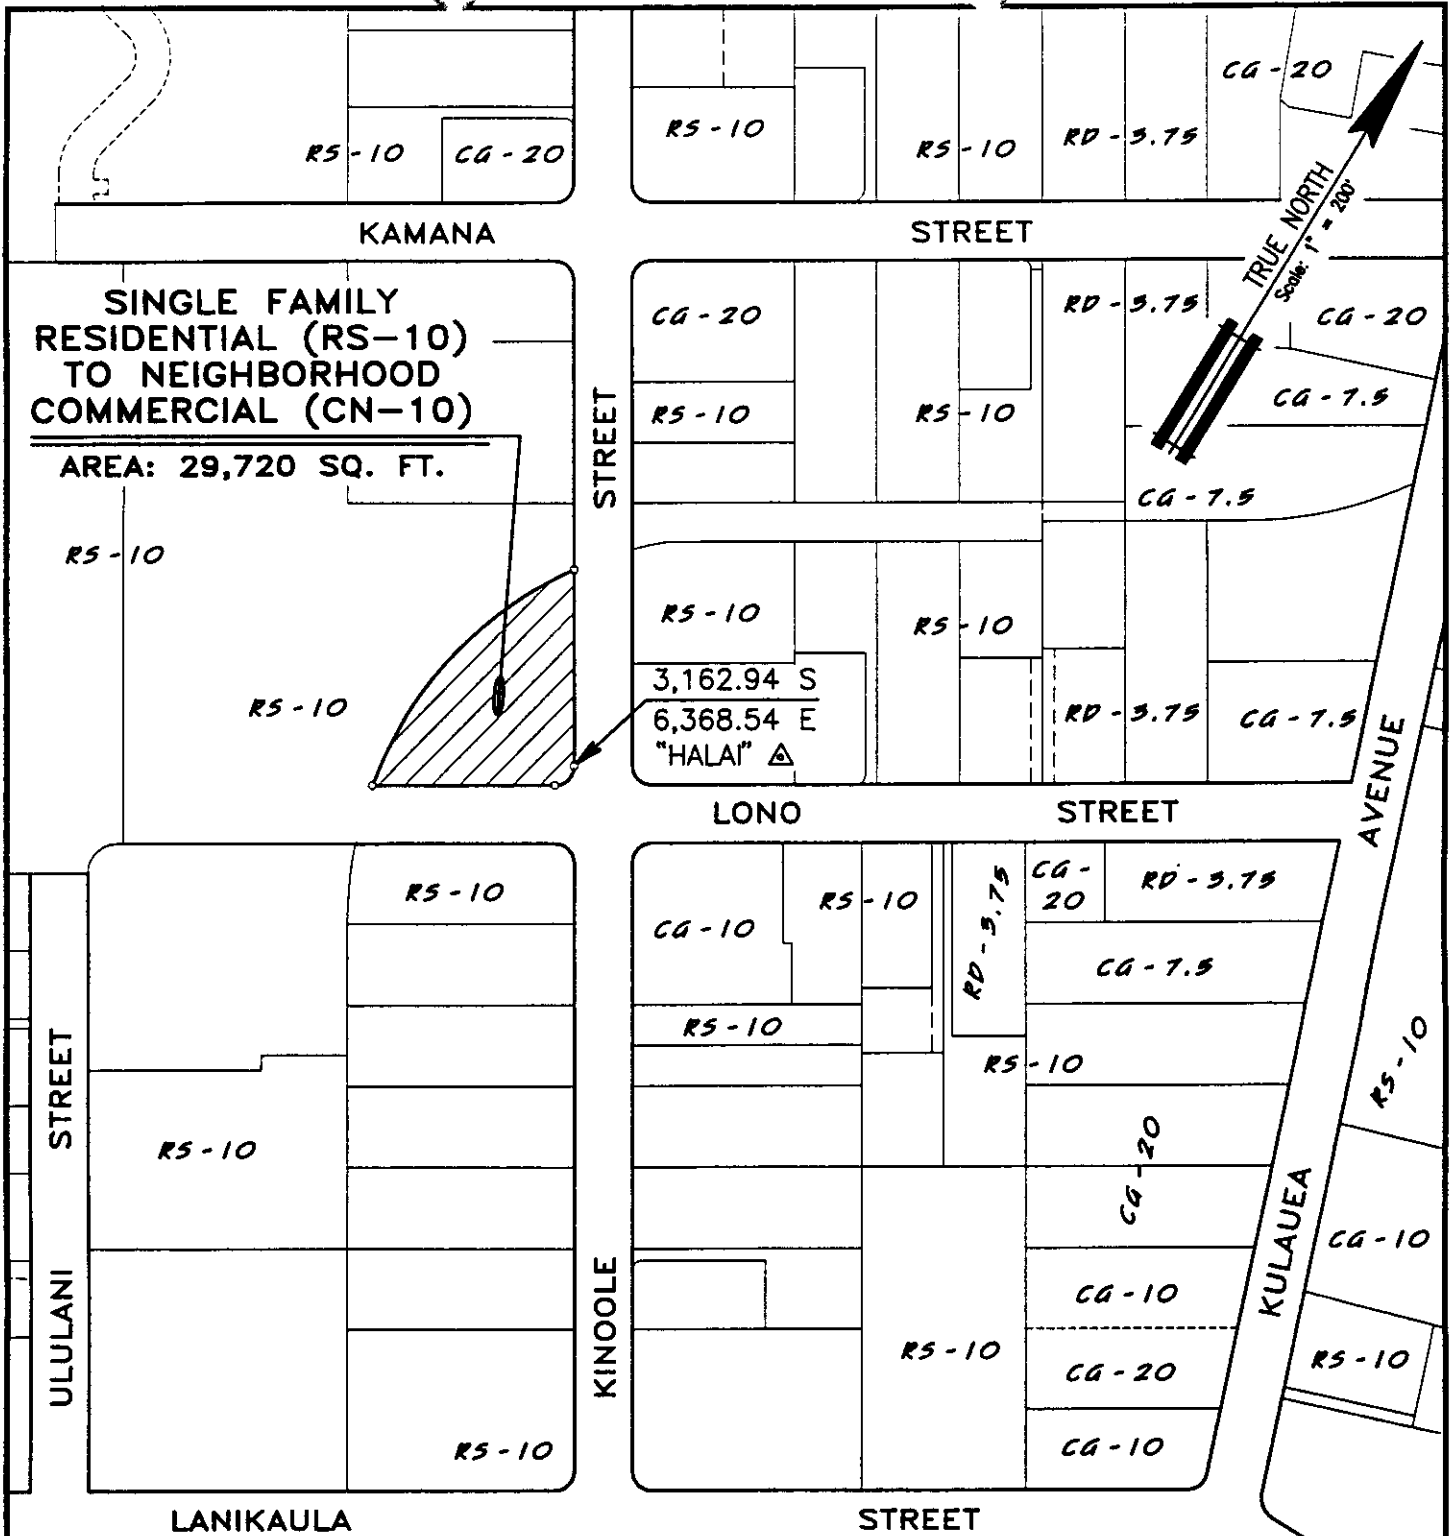 CG - 20
RS - 10
CG - 20
RS - 10
RS - 10
RD - 3.75
KAMANA
STREET
TRUE NORTH
Scale: 1" = 200'
SINGLE FAMILY
RESIDENTIAL (RS-10)
TO NEIGHBORHOOD
COMMERCIAL (CN-10)
AREA: 29,720 SQ. FT.
CG - 20
RD - 3.75
CG - 20
RS - 10
RS - 10
CG - 7.5
STREET
CG - 7.5
RS - 10
RS - 10
RS - 10
RS - 10
3,162.94 S
6,368.54 E
"HALAI"
RD - 3.75
CG - 7.5
LONO
STREET
AVENUE
RS - 10
CG - 10
RS - 10
RD - 3.75
CG -
20
RD - 3.75
CG - 7.5
RS - 10
RS - 10
RS - 10
STREET
RS - 10
CG - 20
KULAUEA
CG - 10
ULULANI
KINOOLE
CG - 10
RS - 10
CG - 20
RS - 10
RS - 10
CG - 10
LANIKAULA
STREET